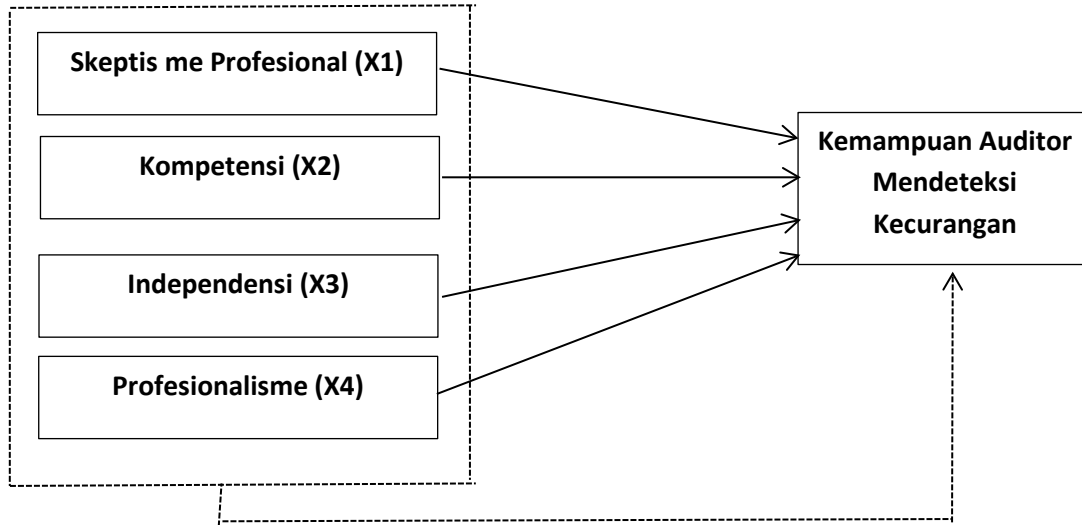 Skeptis me Profesional (X1)
Kompetensi (X2)
Independensi (X3)
Profesionalisme (X4)
Kemampuan Auditor
Mendeteksi
Kecurangan